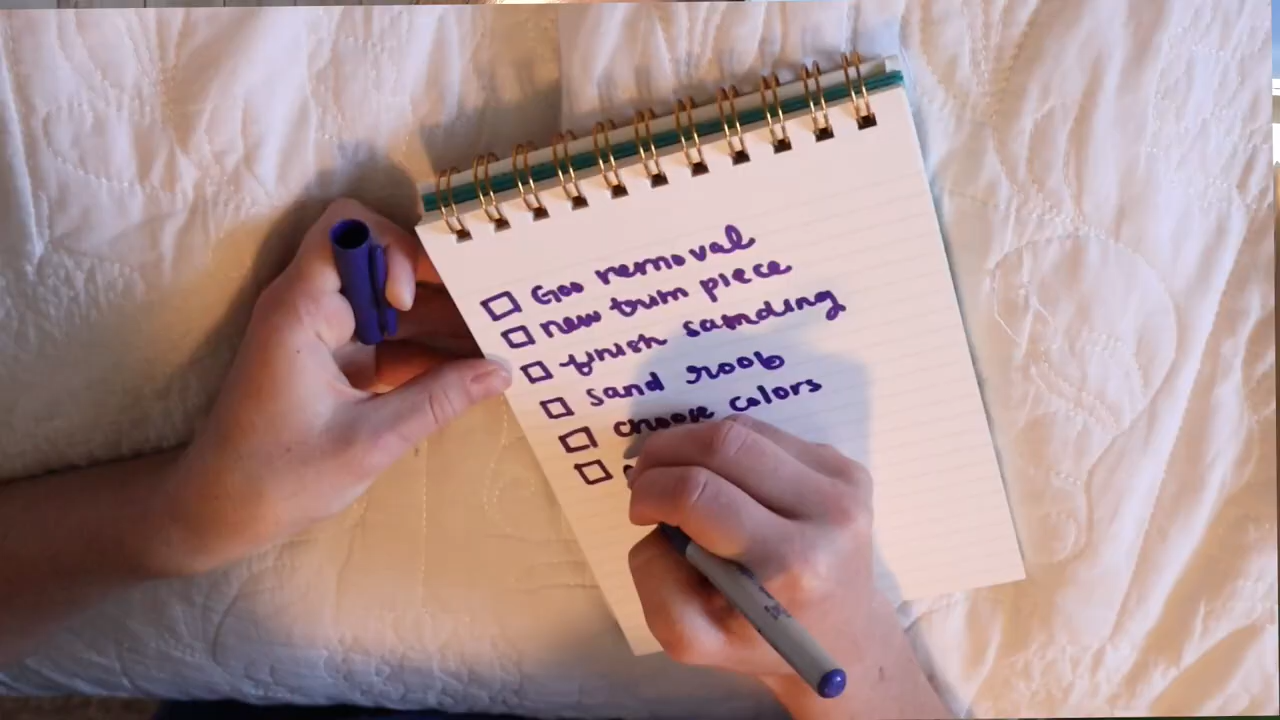 Goo removal
new trim piece
finish sanding
sand roof
choose colors